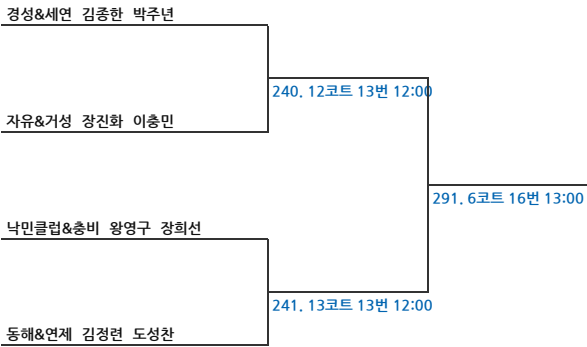 경성&세연 김종한 박주년
240. 12코트 13번 12:00
자유&거성 장진화 이충민
291. 6코트 16번 13:00
낙민클럽&충비 왕영구 장희선
241. 13코트 13번 12:00
동해&연제 김정련 도성찬